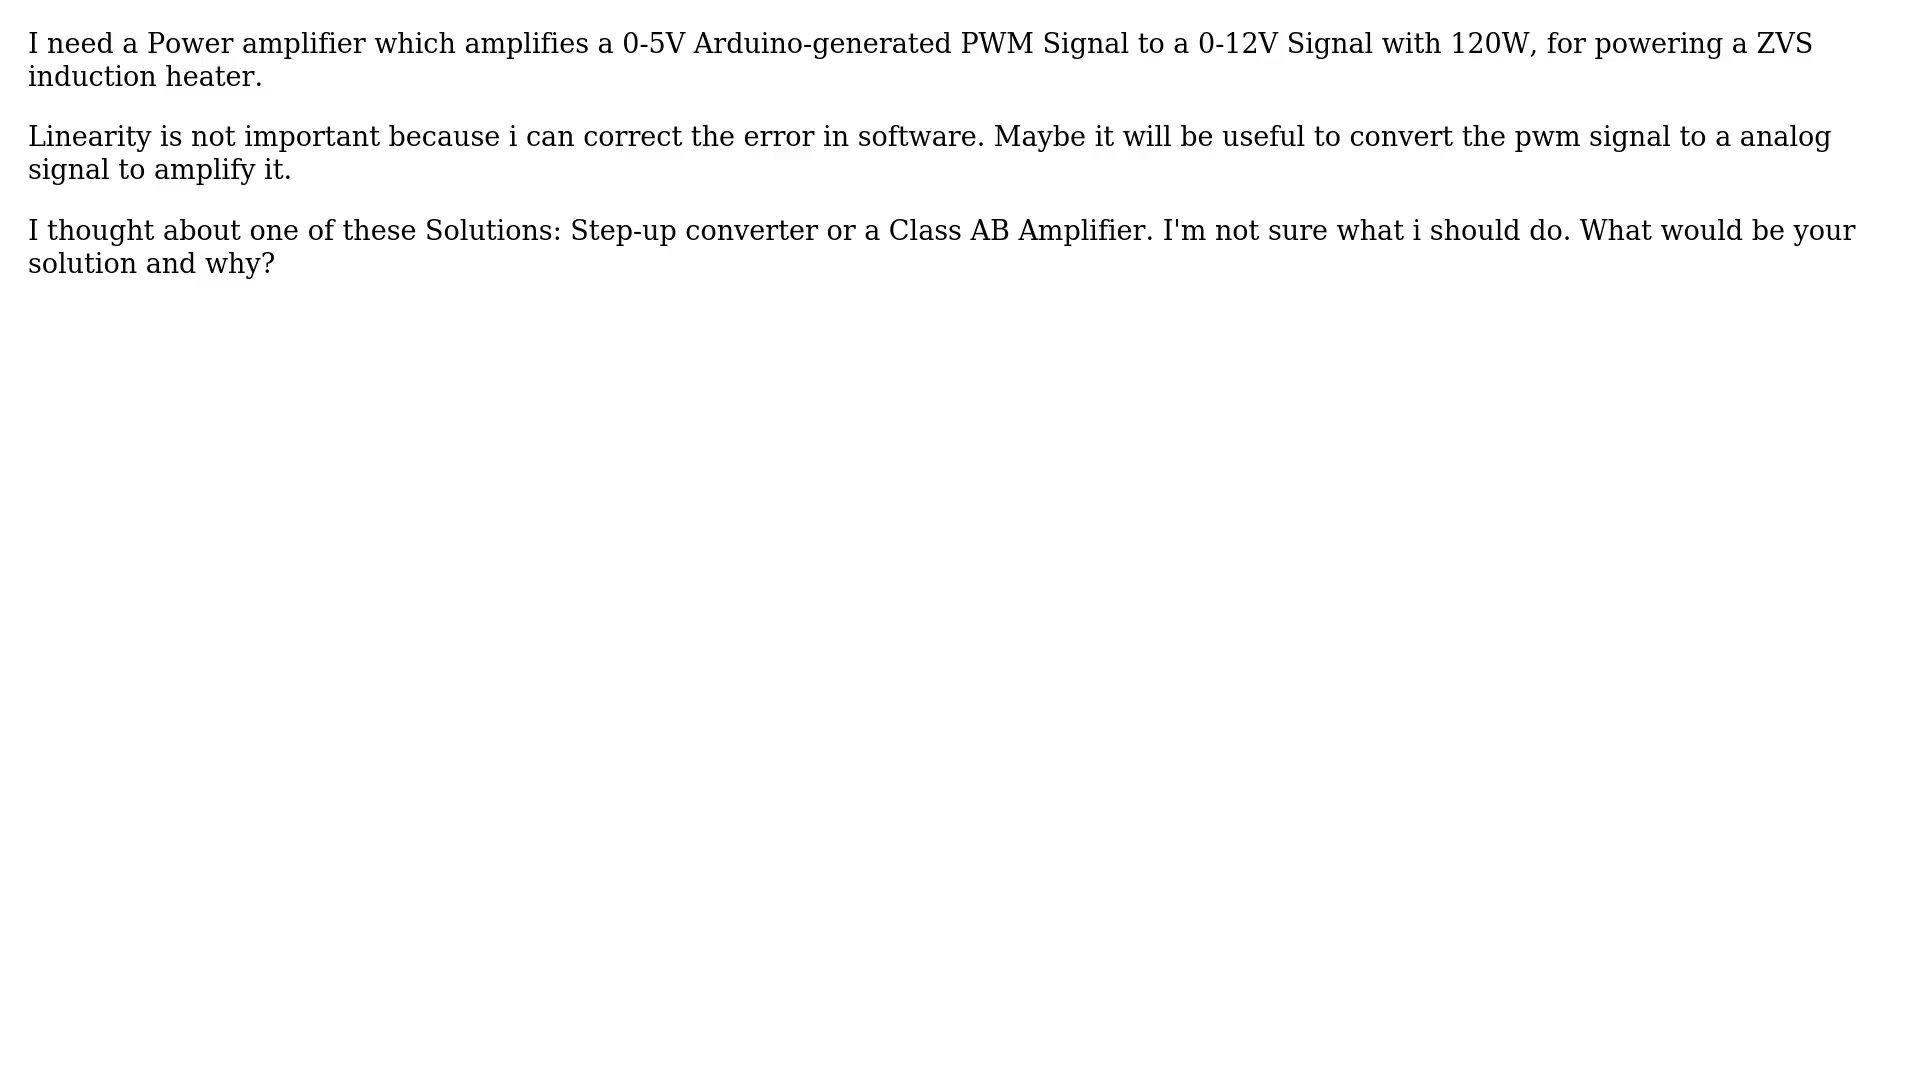 I need a Power amplifier which amplifies a 0-5V Arduino-generated PWM Signal to a 0-12V Signal with 120W, for powering a ZVS
induction heater.
Linearity is not important because i can correct the error in software. Maybe it will be useful to convert the pwm signal to a analog
signal to amplify it.
I thought about one of these Solutions: Step-up converter or a Class AB Amplifier. I'm not sure what i should do. What would be your
solution and why?